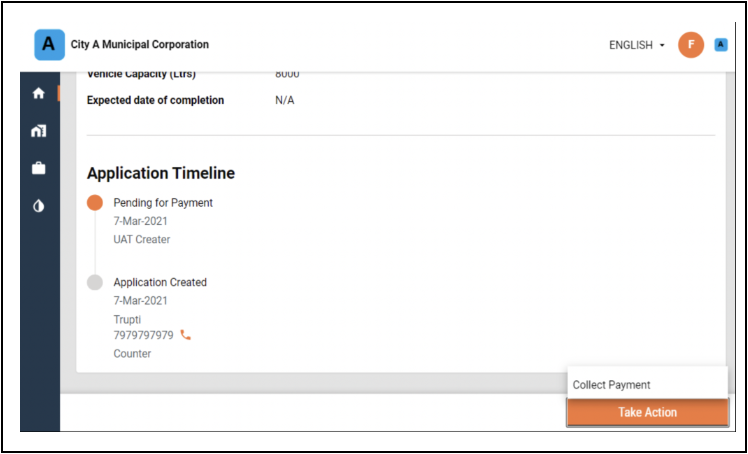 A City A Municipal Corporation ENGLISH F A
Vehicle Capacity (Ltrs) 8000
Expected date of completion N/A
Application Timeline
Pending for Payment
7-Mar-2021
UAT Creater
Application Created
7-Mar-2021
Trupti
7979797979
Counter
Collect Payment
Take Action